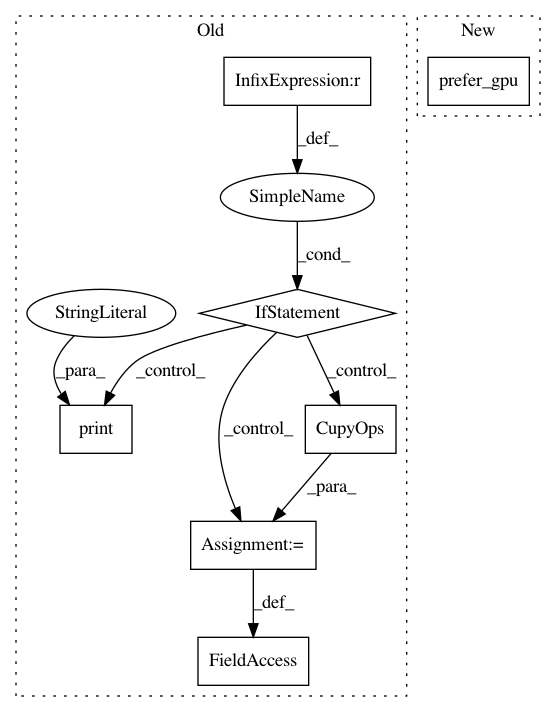 Old
New
InfixExpression:r
prefer_gpu
_def_
SimpleName
_cond_
StringLiteral
IfStatement
_para_
_control_
_control_
print
_control_
CupyOps
_para_
Assignment:=
_def_
FieldAccess